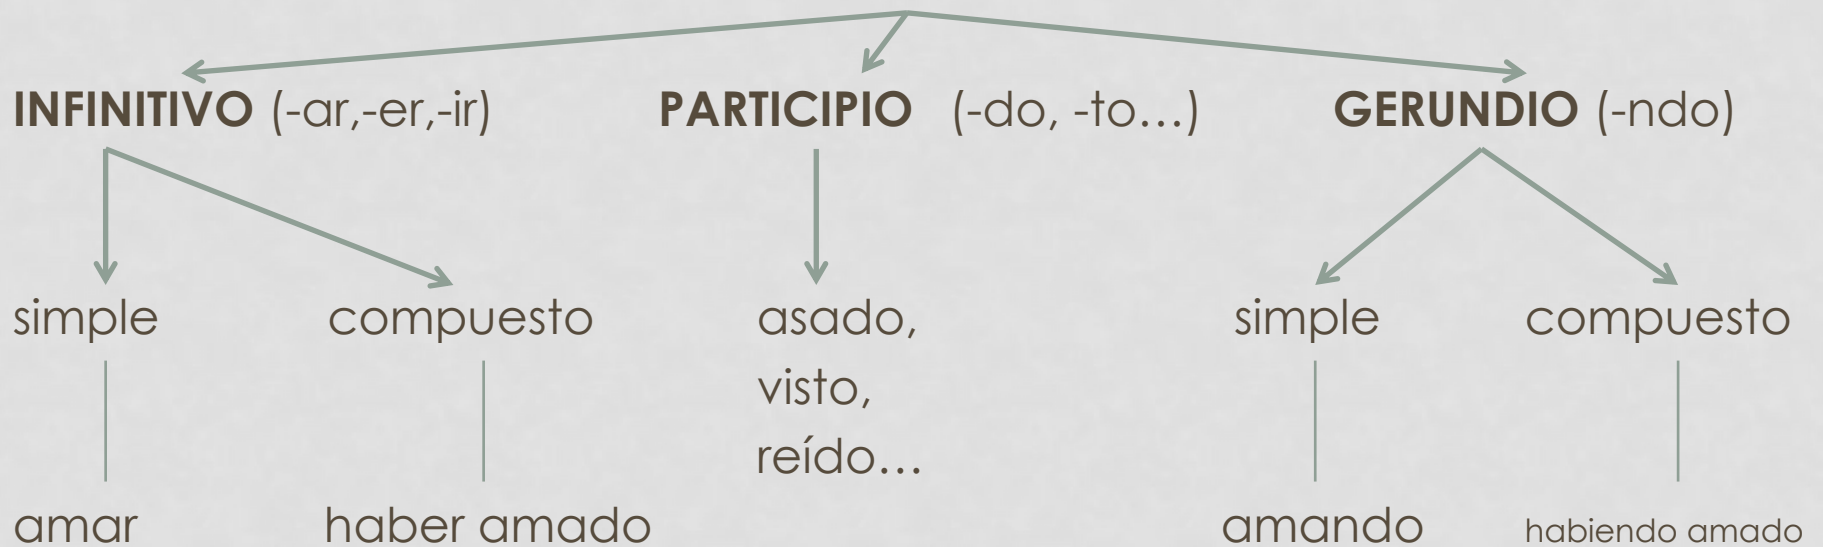 INFINITIVO (-ar,-er,-ir) PARTICIPIO (-do, -to...) GERUNDIO (-ndo)
simple compuesto asado, simple compuesto
visto,
reído...
amar haber amado amando habiendo amado